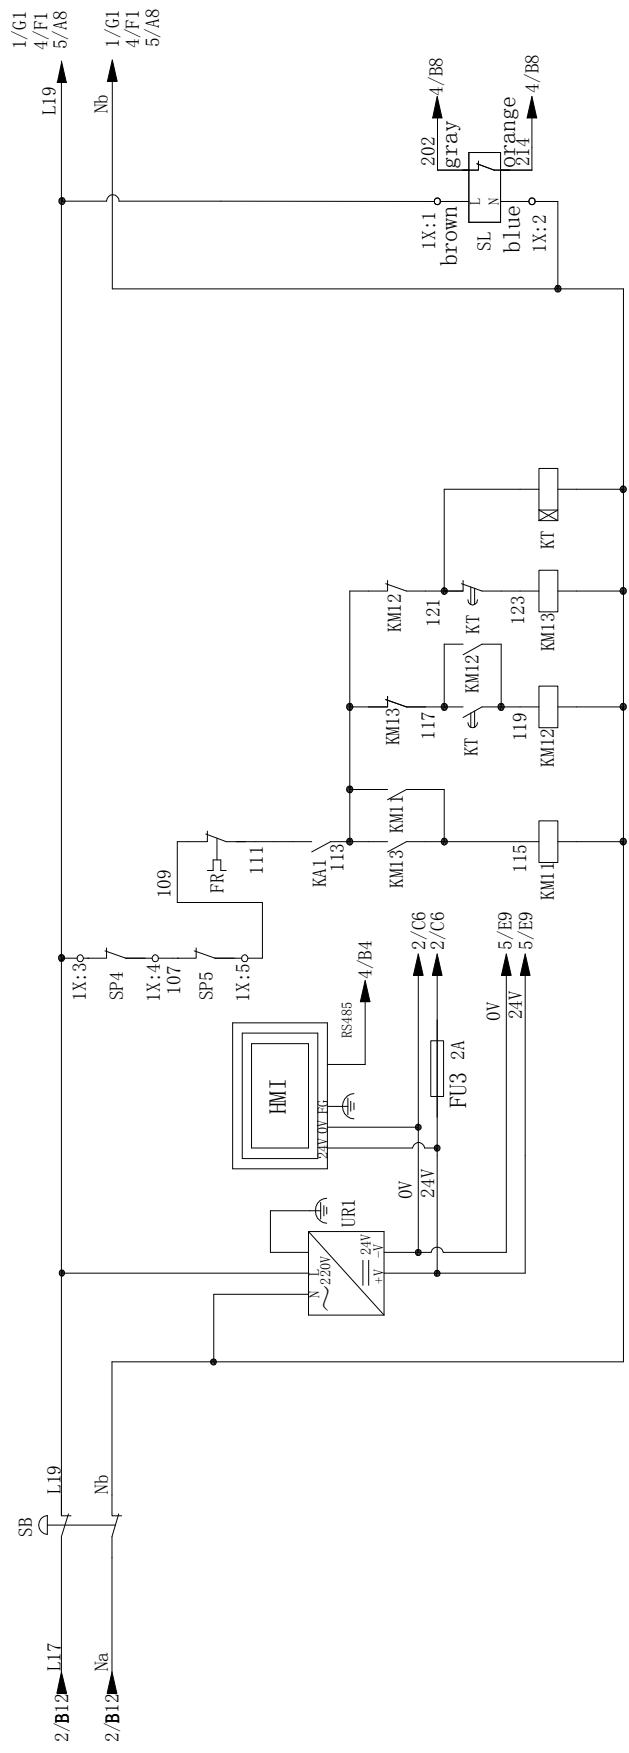 1/G1
4/F1
5/A8
1/G1
4/F1
5/A8
L19
Nb
4/B8
4/B8
202
gray
orange
214
L
N
1X:1
brown
SL
blue
1X:2
KT
KM12
121
KT
123
KM13
KM12
KM13
117
KT
119
KM12
KM11
109
FR
111
KA1
113
KM13
115
KM11
1X:3
SP4
1X:4
107
SP5
1X:5
2/C6
2/C6
5/E9
5/E9
4/B4
RS485
0V
24V
HMI
FU3 2A
24V 0V FG
0V
24V
UR1
L
N
220V
24V
-V
+V
SB
L19
Nb
L17
Na
2/B12
2/B12